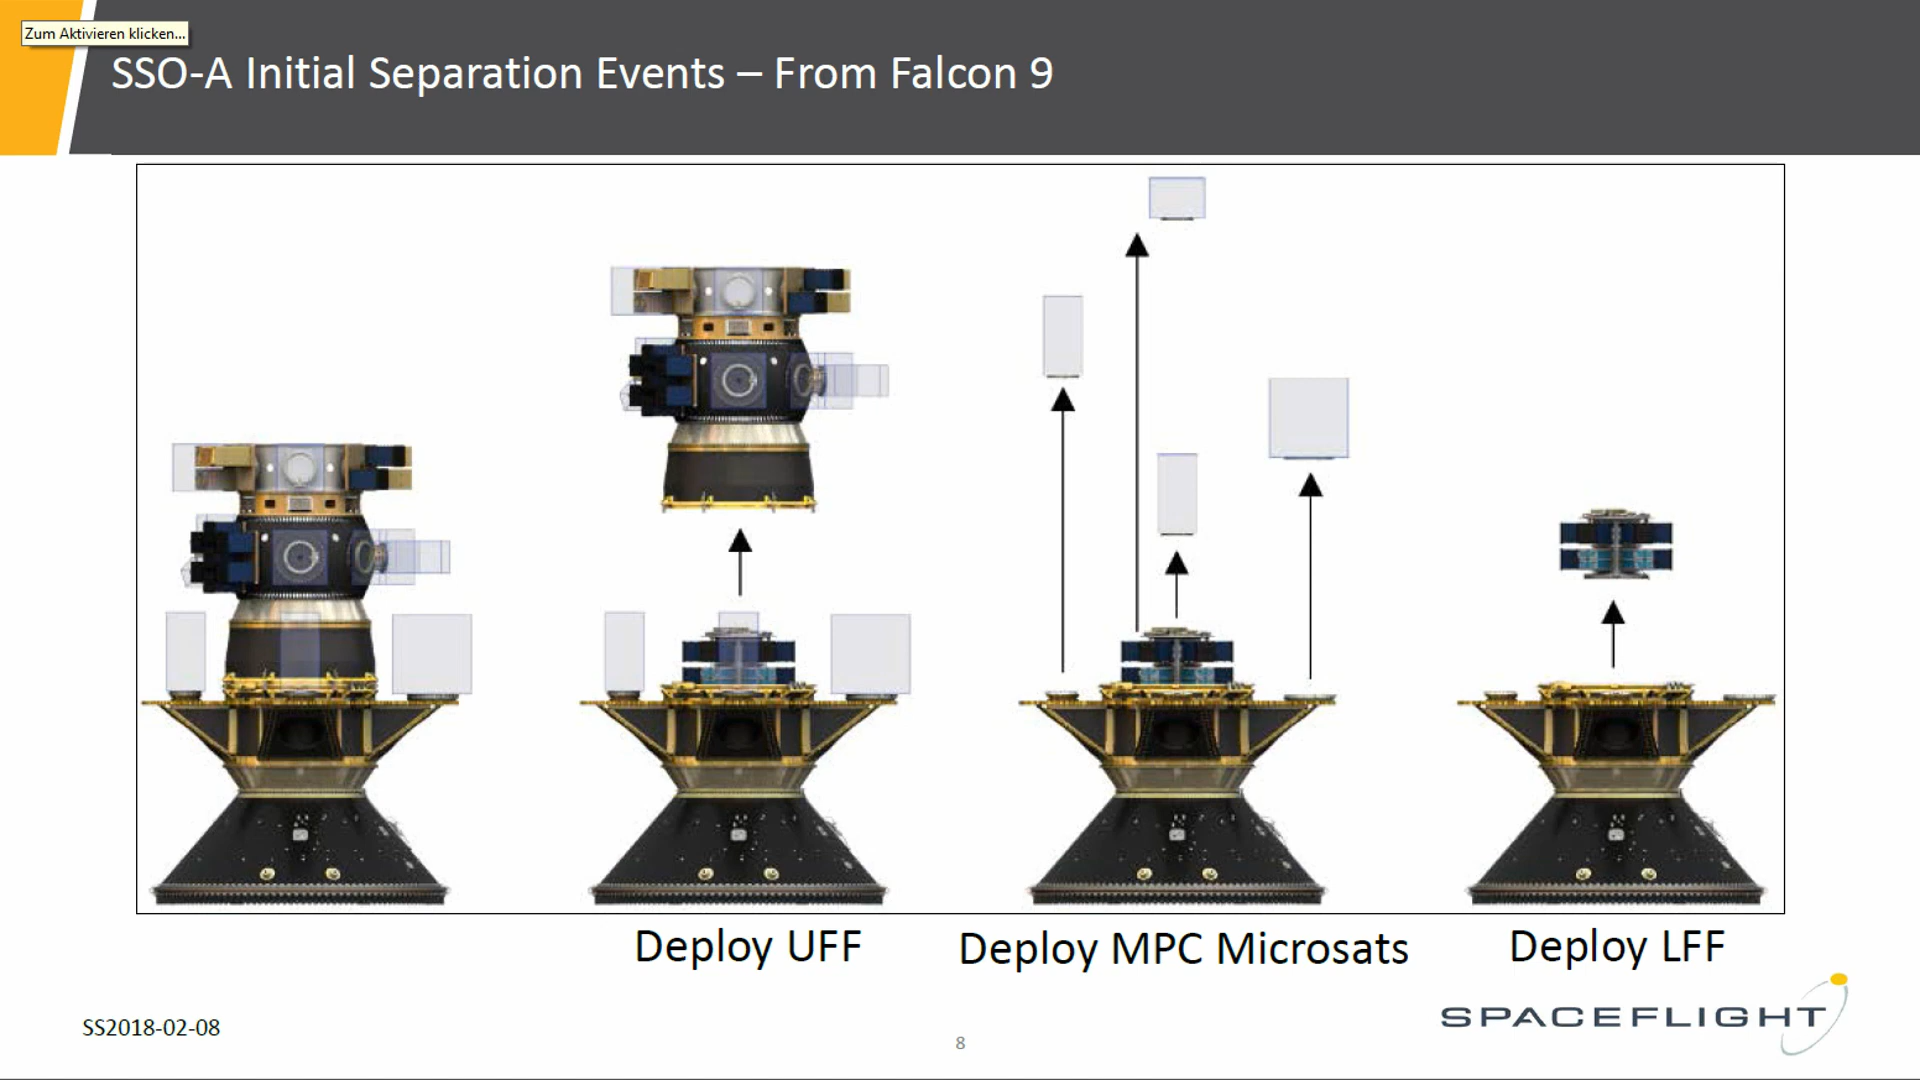 Zum Aktivieren klicken...
SSO-A Initial Separation Events – From Falcon 9
Deploy UFF
Deploy MPC Microsats
Deploy LFF
SS2018-02-08
8
SPACEFLIGHT